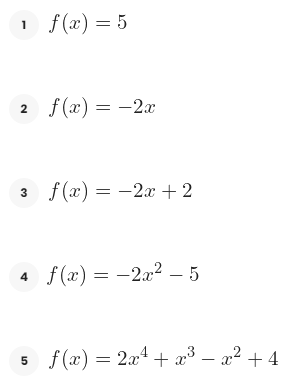 1 f(x) = 5
2 f(x) = −2x
3 f(x) = −2x + 2
4 f(x) = −2x² − 5
5 f(x) = 2x⁴ + x³ − x² + 4